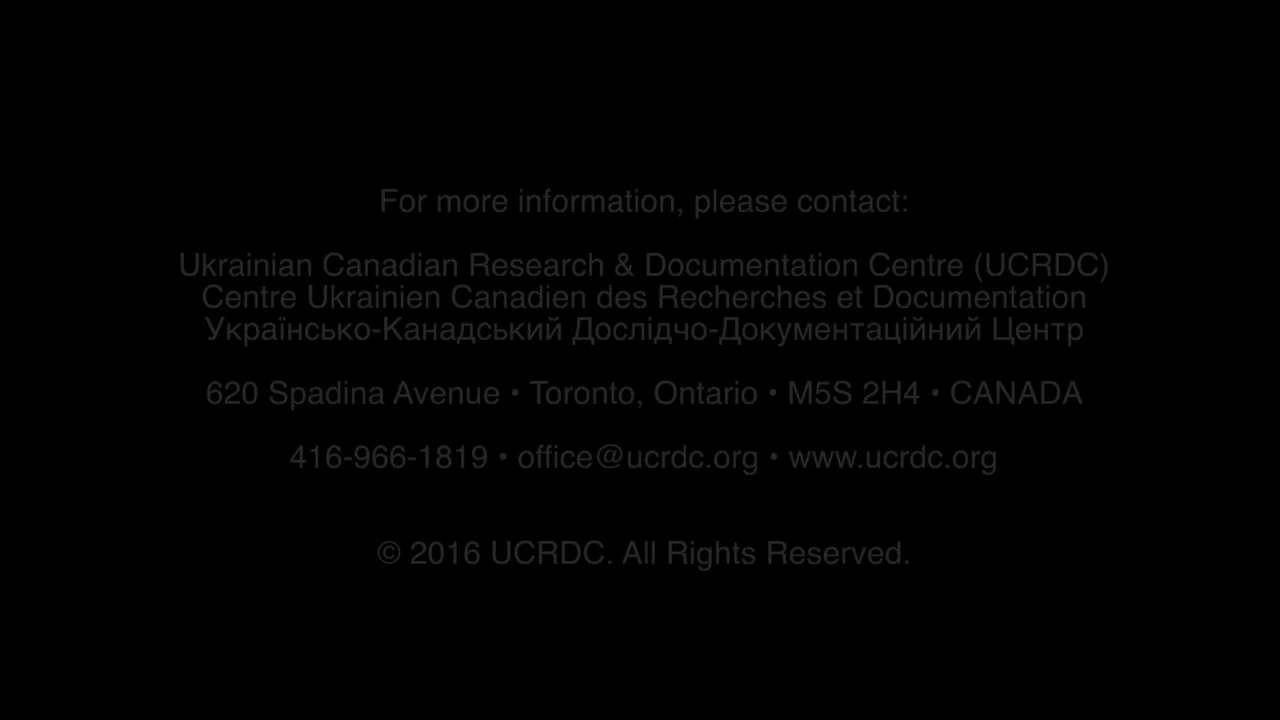 For more information, please contact:
Ukrainian Canadian Research & Documentation Centre (UCRDC)
Centre Ukrainien Canadien des Recherches et Documentation
Українсько-Канадський Дослідчо-Документаційний Центр
620 Spadina Avenue • Toronto, Ontario • M5S 2H4 • CANADA
416-966-1819 • office@ucrdc.org • www.ucrdc.org
© 2016 UCRDC. All Rights Reserved.